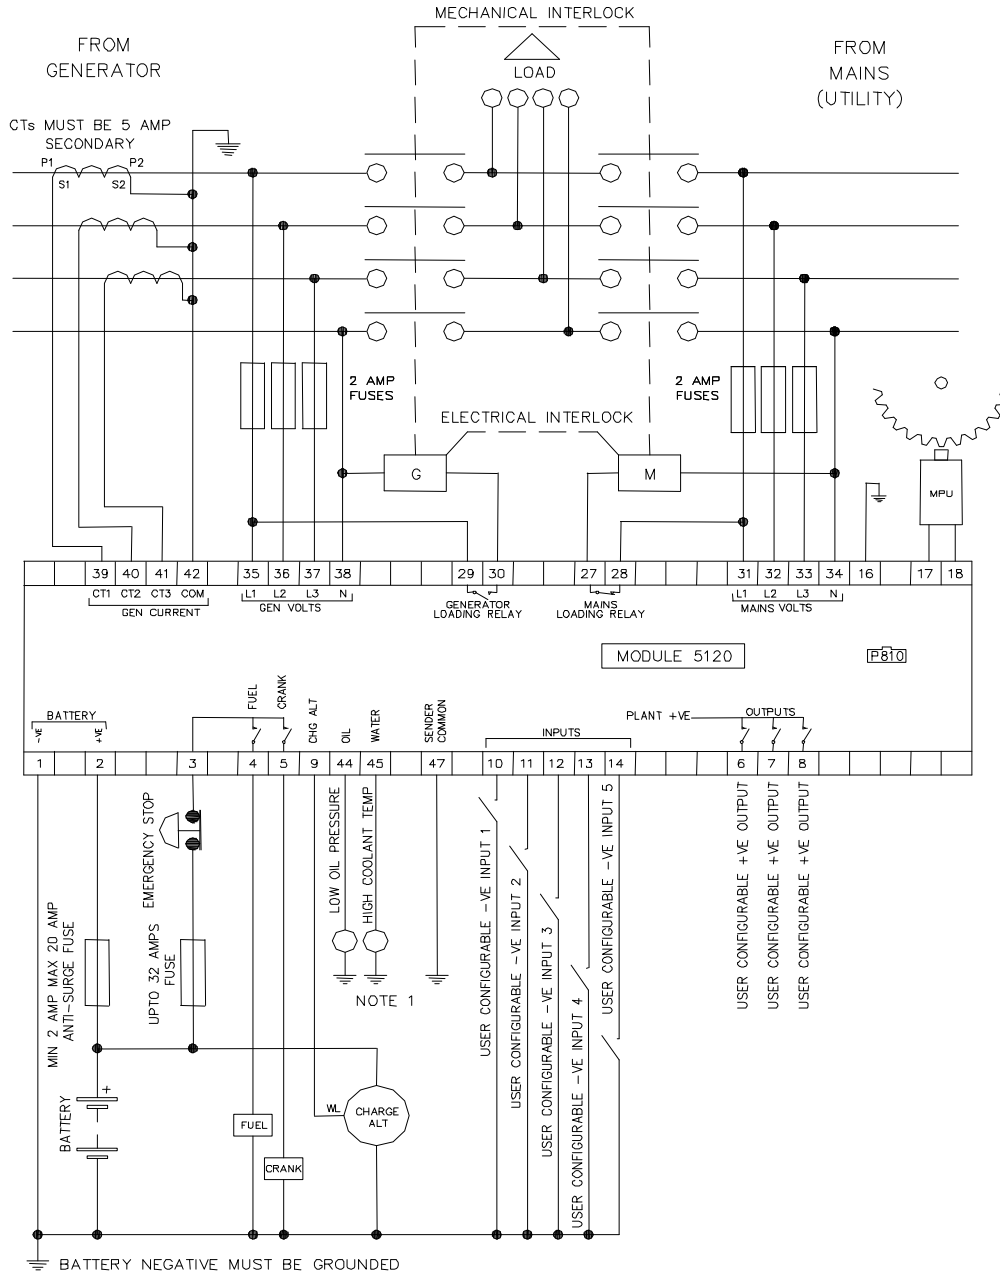 MECHANICAL INTERLOCK
FROM
GENERATOR
FROM
MAINS
(UTILITY)
LOAD
CTs MUST BE 5 AMP
SECONDARY
P1
P2
S1
S2
2 AMP
FUSES
2 AMP
FUSES
ELECTRICAL INTERLOCK
G
M
MPU
39 40 41 42 35 36 37 38 29 30 27 28 31 32 33 34 16 17 18
CT1 CT2 CT3 COM
GEN CURRENT
L1 L2 L3 N
GEN VOLTS
GENERATOR
LOADING RELAY
MAINS
LOADING RELAY
L1 L2 L3 N
MAINS VOLTS
MODULE 5120
P810
BATTERY
-VE
+VE
FUEL
CRANK
CHG ALT
OIL
WATER
SENDER
COMMON
INPUTS
PLANT +VE
OUTPUTS
1 2 3 4 5 9 44 45 47 10 11 12 13 14 6 7 8
MIN 2 AMP MAX 20 AMP
ANTI-SURGE FUSE
EMERGENCY STOP
UPTO 32 AMPS
FUSE
LOW OIL PRESSURE
HIGH COOLANT TEMP
NOTE 1
USER CONFIGURABLE -VE INPUT 1
USER CONFIGURABLE -VE INPUT 2
USER CONFIGURABLE -VE INPUT 3
USER CONFIGURABLE -VE INPUT 4
USER CONFIGURABLE -VE INPUT 5
USER CONFIGURABLE +VE OUTPUT
USER CONFIGURABLE +VE OUTPUT
USER CONFIGURABLE +VE OUTPUT
+
BATTERY
FUEL
CRANK
WL
CHARGE
ALT
BATTERY NEGATIVE MUST BE GROUNDED